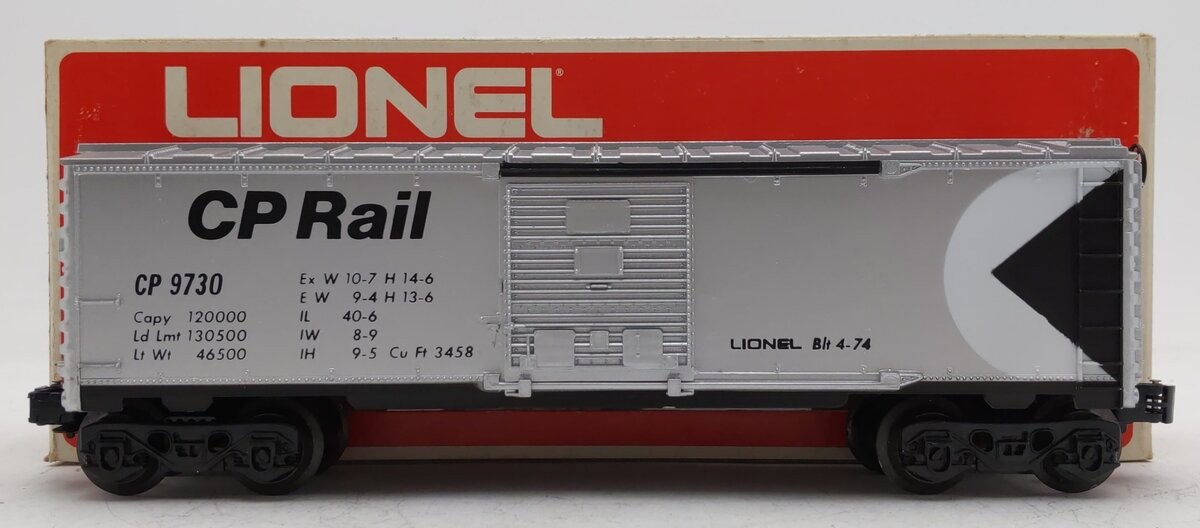 LIONEL®
CP Rail
CP 9730
Capy 120000
Ld Lmt 130500
Lt Wt 46500
Ex W 10-7 H 14-6
E W 9-4 H 13-6
IL 40-6
IW 8-9
IH 9-5 Cu Ft 3458
LIONEL Blt 4-74